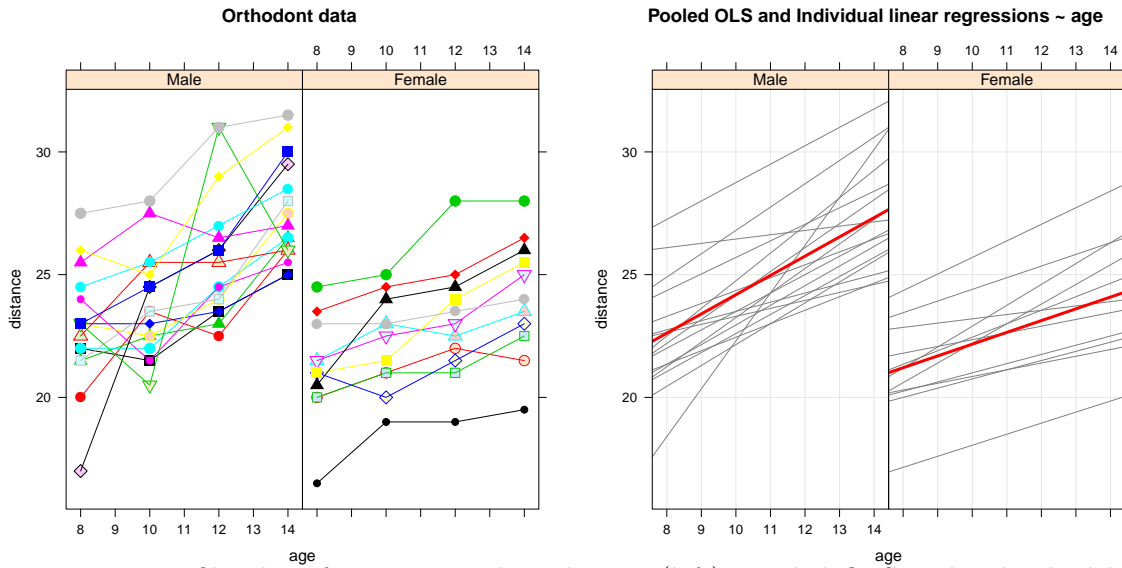 Orthodont data
8 9 10 11 12 13 14
Male Female
30
25
20
distance
8 9 10 11 12 13 14
age
Pooled OLS and Individual linear regressions ~ age
8 9 10 11 12 13 14
Male Female
30
25
20
distance
8 9 10 11 12 13 14
age